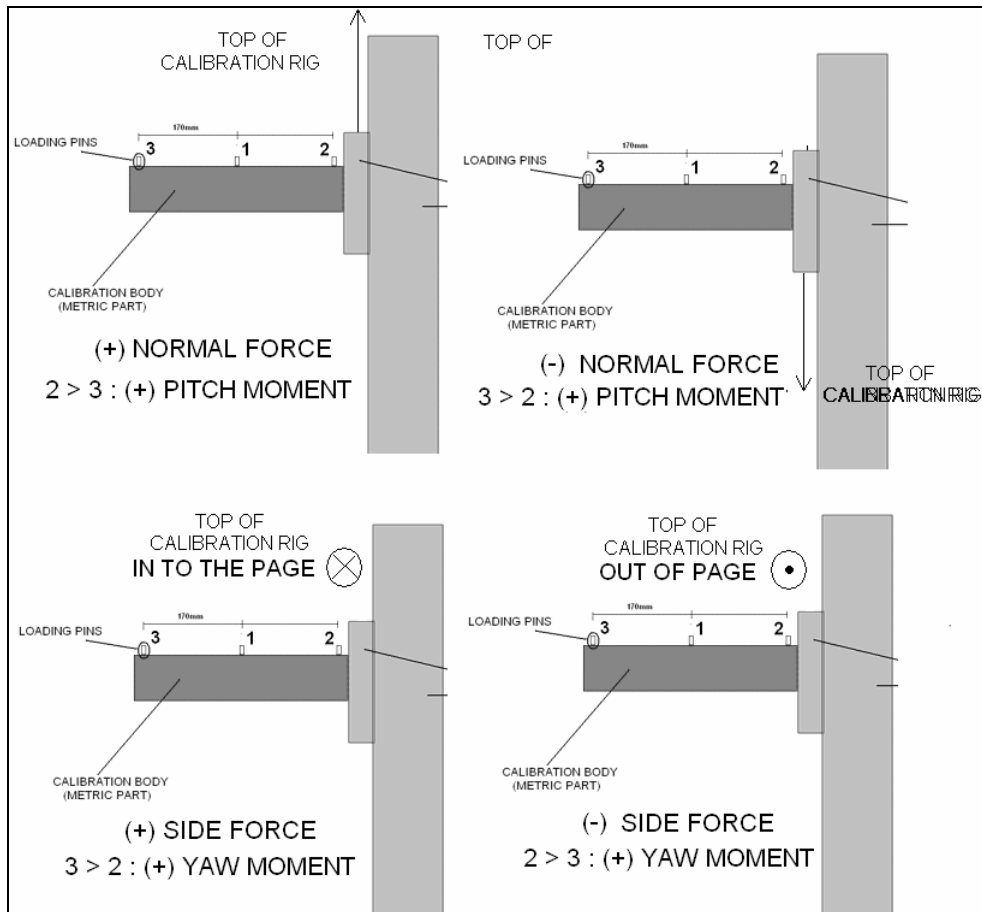 TOP OF
CALIBRATION RIG
170mm
LOADING PINS
3
1
2
CALIBRATION BODY
(METRIC PART)
(+) NORMAL FORCE
2 > 3 : (+) PITCH MOMENT
TOP OF
170mm
LOADING PINS
3
1
2
CALIBRATION BODY
(METRIC PART)
(-) NORMAL FORCE
3 > 2 : (+) PITCH MOMENT
TOP OF
TOP OF
CALIBRATION RIG
IN TO THE PAGE
170mm
LOADING PINS
3
1
2
CALIBRATION BODY
(METRIC PART)
(+) SIDE FORCE
3 > 2 : (+) YAW MOMENT
TOP OF
CALIBRATION RIG
OUT OF PAGE
170mm
LOADING PINS
3
1
2
CALIBRATION BODY
(METRIC PART)
(-) SIDE FORCE
2 > 3 : (+) YAW MOMENT